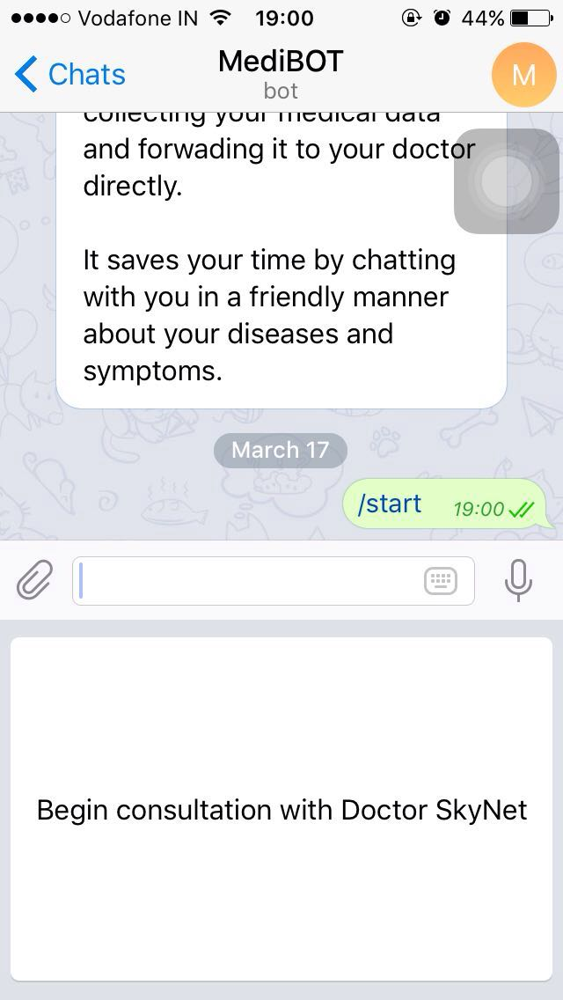 Vodafone IN 19:00 44%
Chats MediBOT M
bot
collecting your medical data
and forwading it to your doctor
directly.
It saves your time by chatting
with you in a friendly manner
about your diseases and
symptoms.
March 17
/start 19:00
Begin consultation with Doctor SkyNet